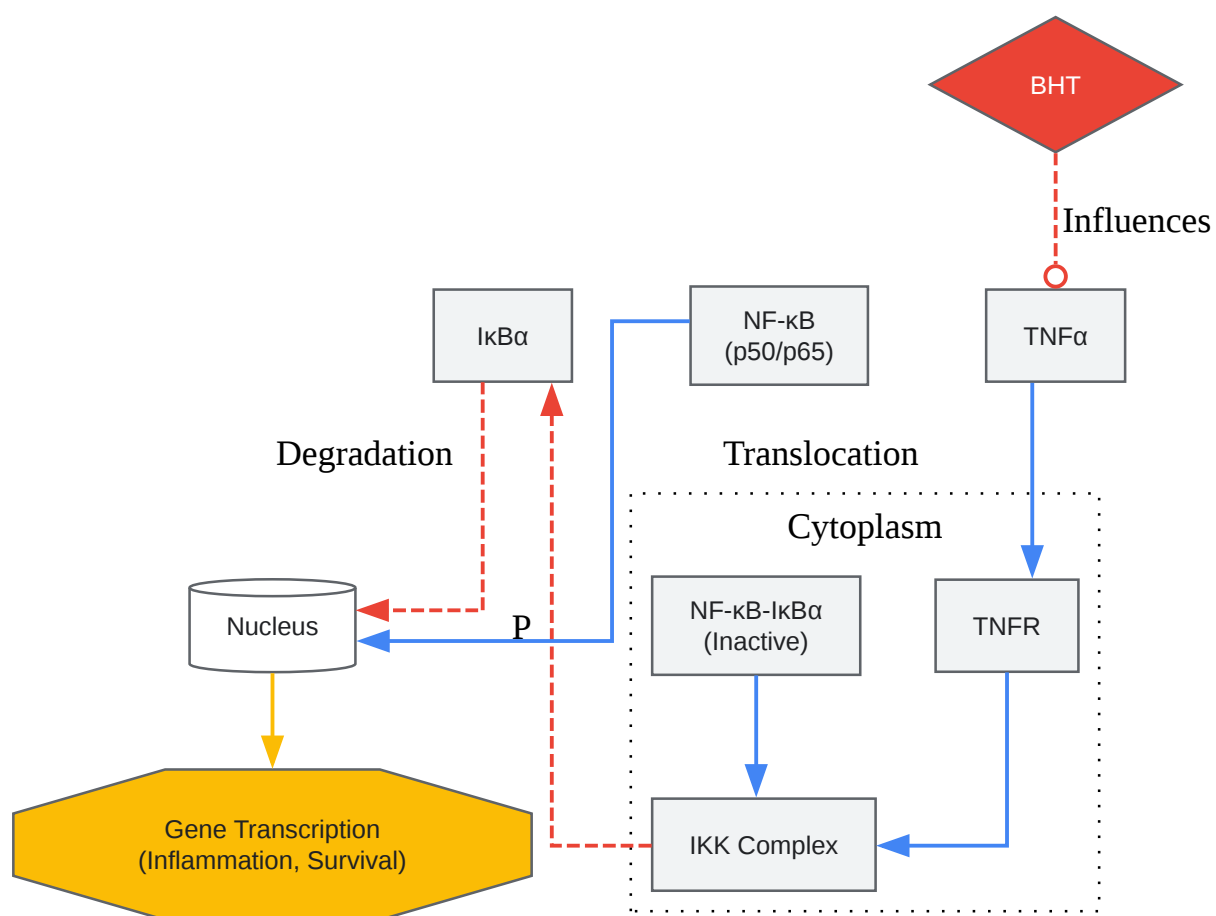 BHT
Influences
IκBα
NF-κB
(p50/p65)
TNFα
Degradation
Translocation
Cytoplasm
Nucleus
P
NF-κB-IκBα
(Inactive)
TNFR
Gene Transcription
(Inflammation, Survival)
IKK Complex